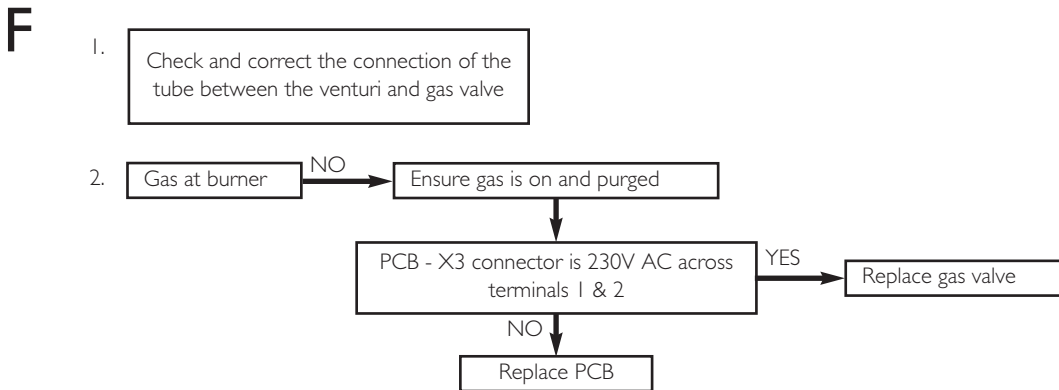 F
1.
Check and correct the connection of the
tube between the venturi and gas valve
2.
Gas at burner
NO
Ensure gas is on and purged
PCB - X3 connector is 230V AC across
terminals 1 & 2
YES
Replace gas valve
NO
Replace PCB